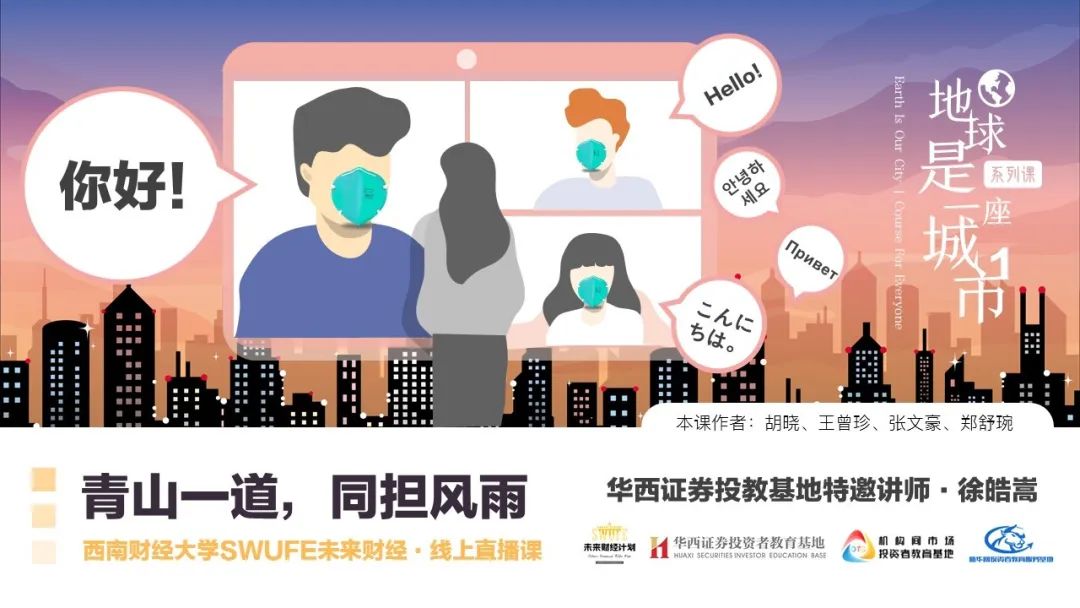 你好!
Hello!
안녕하
세요
Привет
こんに
ちは。
地球是一座城市
系列课
1
Earth Is Our City | Course For Everyone
本课作者：胡晓、王曾珍、张文豪、郑舒琬
青山一道，同担风雨
西南财经大学SWUFE未来财经·线上直播课
华西证券投教基地特邀讲师·徐皓嵩
SWUFE
未来财经计划
华西证券投资者教育基地
HUAXI SECURITIES INVESTOR EDUCATION BASE
机构间市场
投资者教育基地